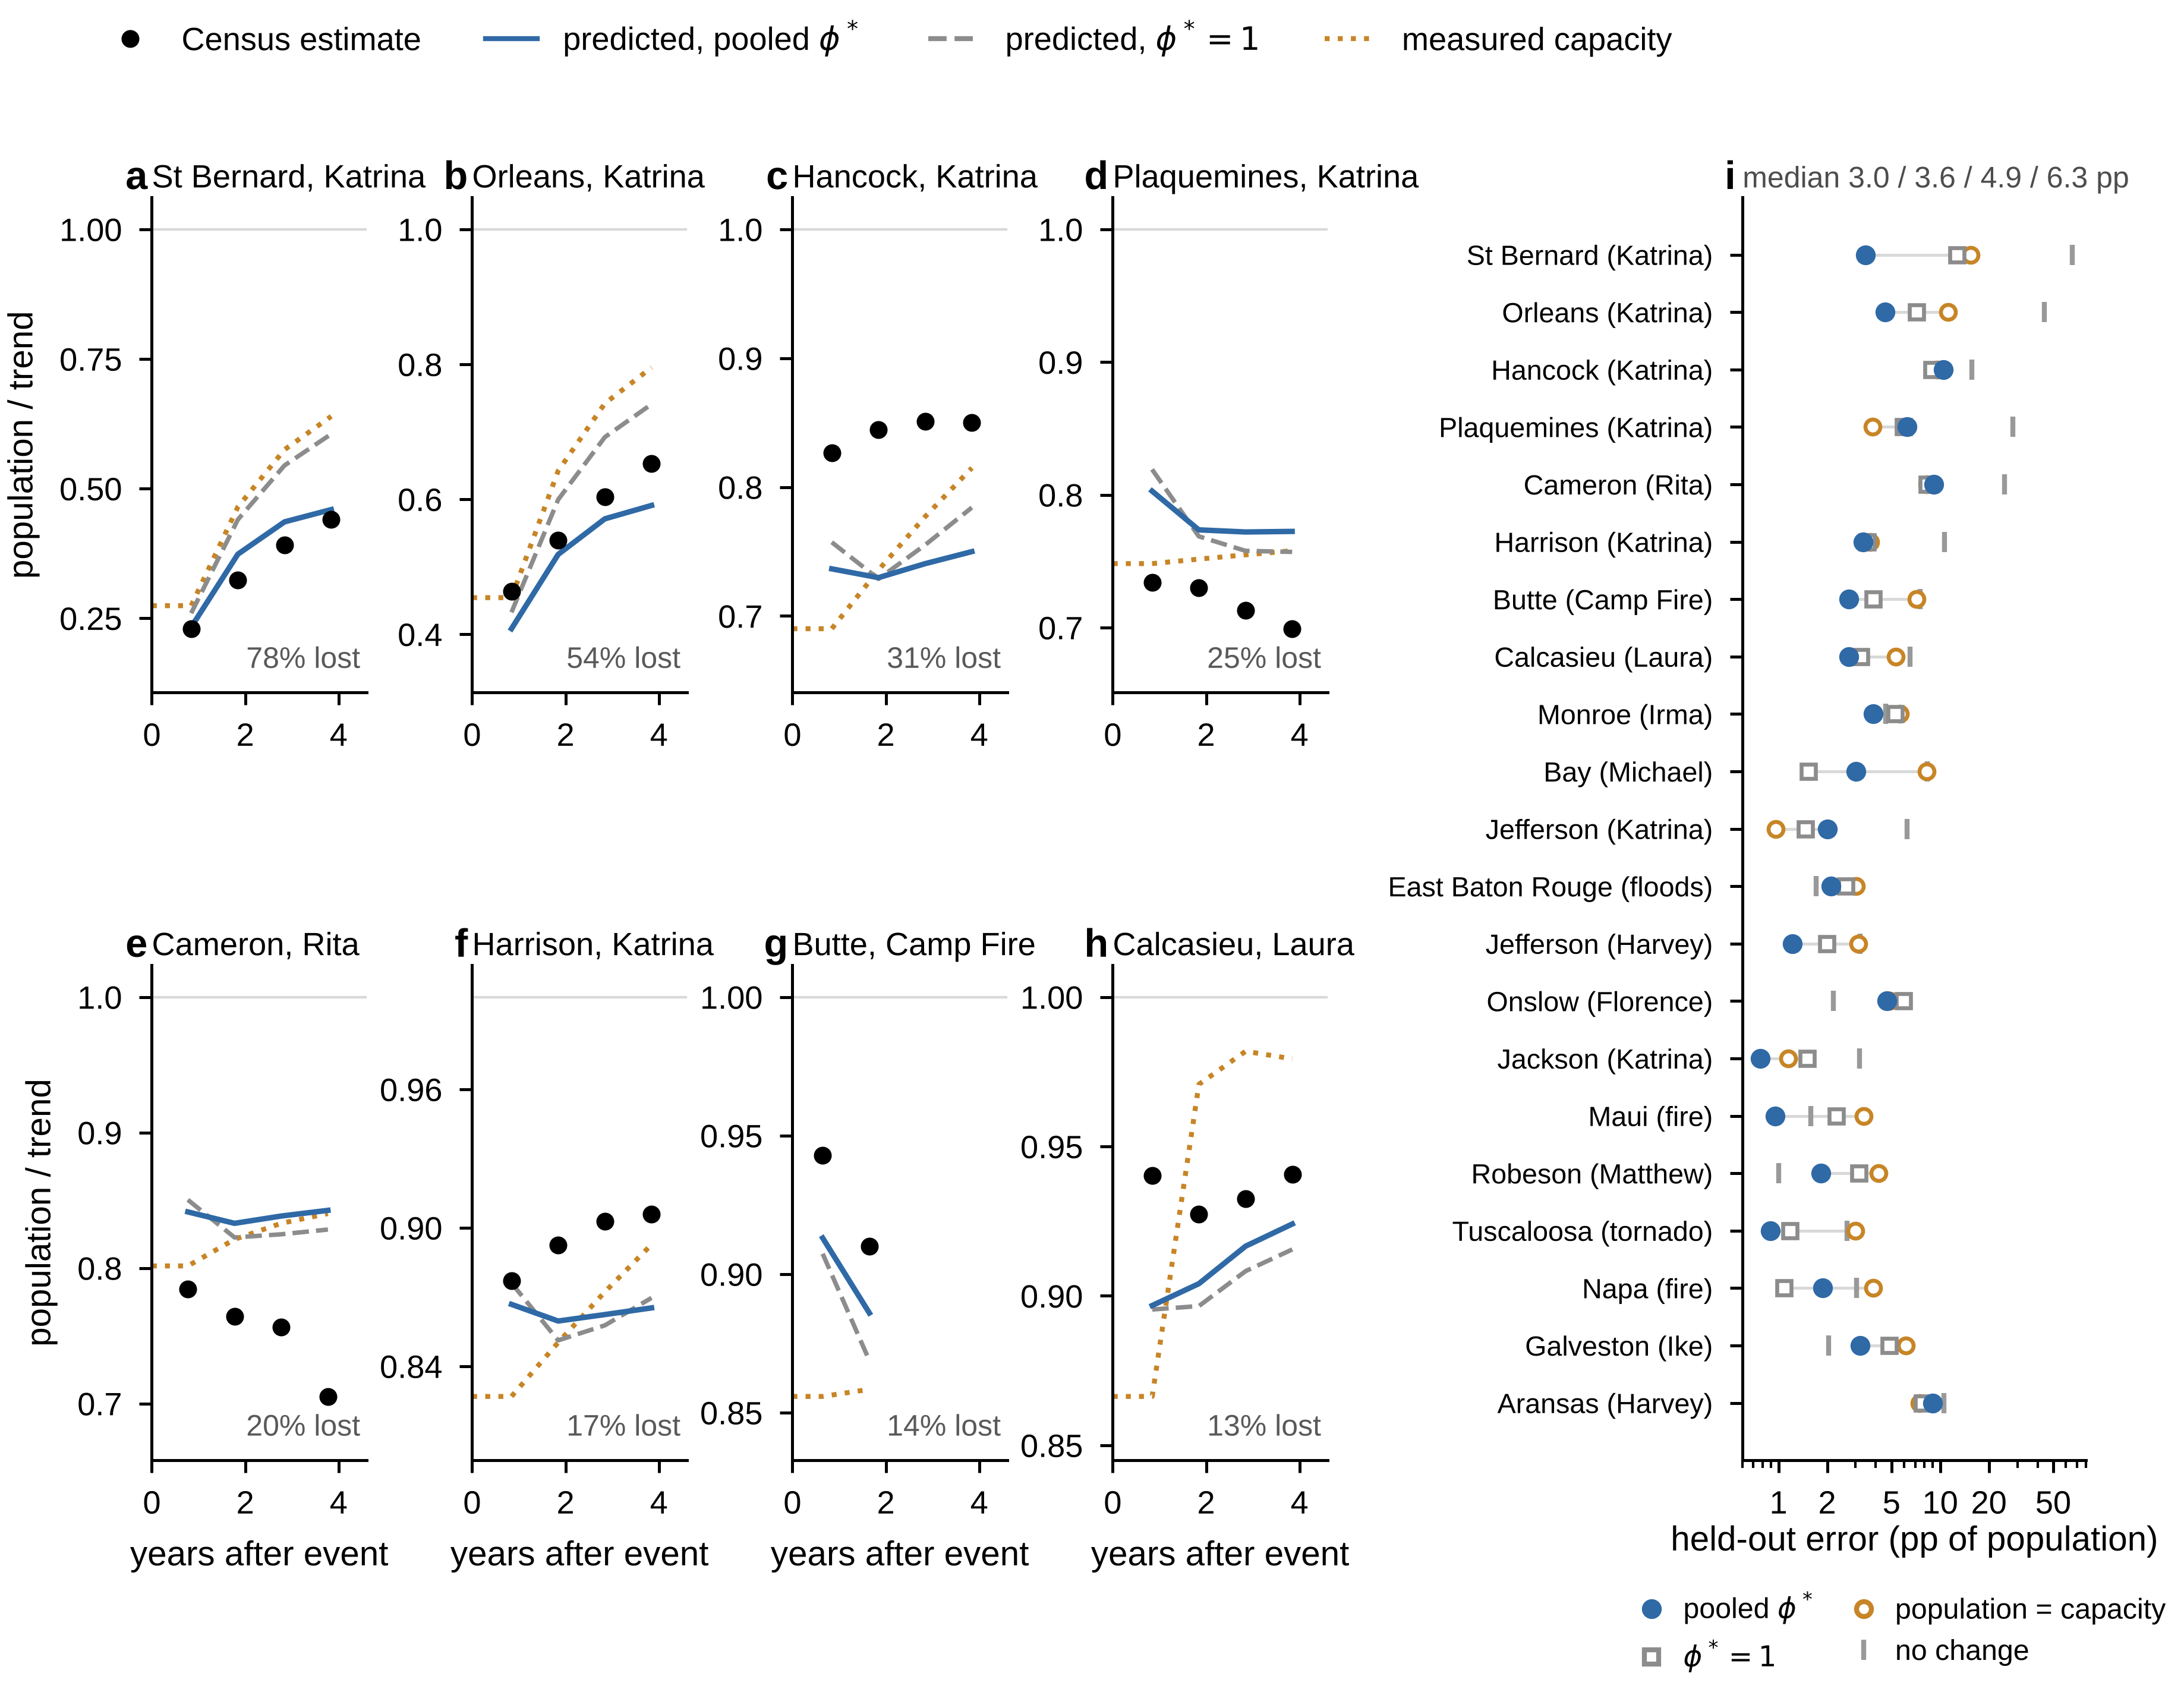 Census estimate
predicted, pooled ϕ*
predicted, ϕ* = 1
measured capacity
a St Bernard, Katrina
b Orleans, Katrina
c Hancock, Katrina
d Plaquemines, Katrina
i median 3.0 / 3.6 / 4.9 / 6.3 pp
population / trend
1.00
0.75
0.50
0.25
78% lost
0 2 4
1.0
0.8
0.6
0.4
54% lost
0 2 4
1.0
0.9
0.8
0.7
31% lost
0 2 4
1.0
0.9
0.8
0.7
25% lost
0 2 4
e Cameron, Rita
f Harrison, Katrina
g Butte, Camp Fire
h Calcasieu, Laura
population / trend
1.0
0.9
0.8
0.7
20% lost
0 2 4
years after event
0.96
0.90
0.84
17% lost
0 2 4
years after event
1.00
0.95
0.90
0.85
14% lost
0 2 4
years after event
1.00
0.95
0.90
0.85
13% lost
0 2 4
years after event
St Bernard (Katrina)
Orleans (Katrina)
Hancock (Katrina)
Plaquemines (Katrina)
Cameron (Rita)
Harrison (Katrina)
Butte (Camp Fire)
Calcasieu (Laura)
Monroe (Irma)
Bay (Michael)
Jefferson (Katrina)
East Baton Rouge (floods)
Jefferson (Harvey)
Onslow (Florence)
Jackson (Katrina)
Maui (fire)
Robeson (Matthew)
Tuscaloosa (tornado)
Napa (fire)
Galveston (Ike)
Aransas (Harvey)
1 2 5 10 20 50
held-out error (pp of population)
pooled ϕ*
population = capacity
ϕ* = 1
no change